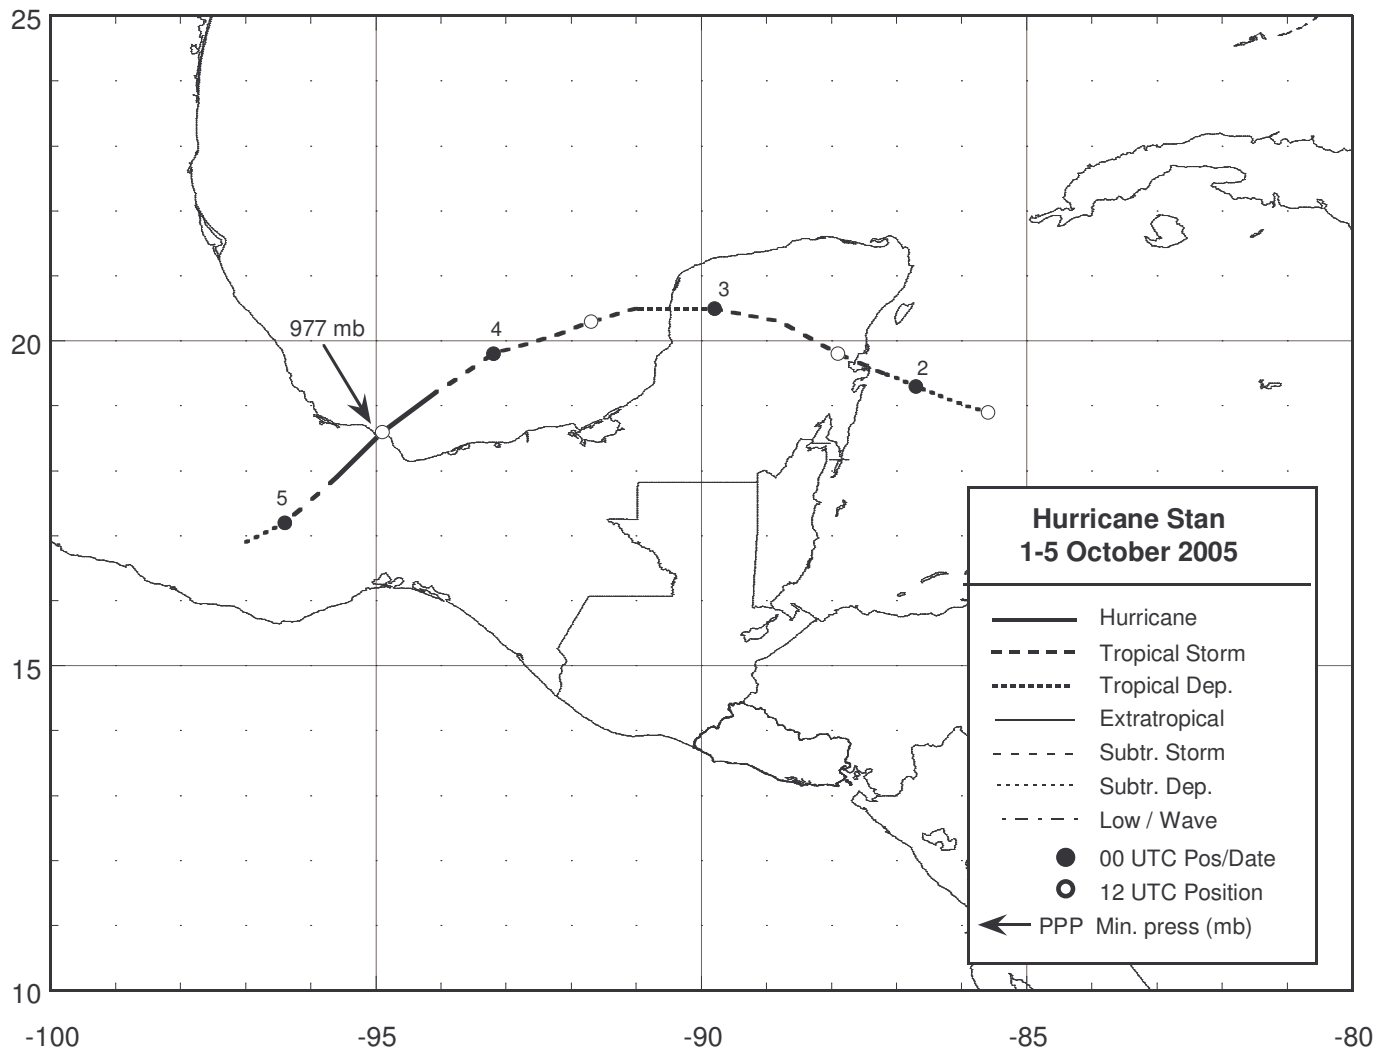 25
3
977 mb
4
20
2
5
Hurricane Stan
1-5 October 2005
Hurricane
Tropical Storm
15
Tropical Dep.
Extratropical
Subtr. Storm
Subtr. Dep.
Low / Wave
00 UTC Pos/Date
12 UTC Position
PPP Min. press (mb)
10
-100 -95 -90 -85 -80